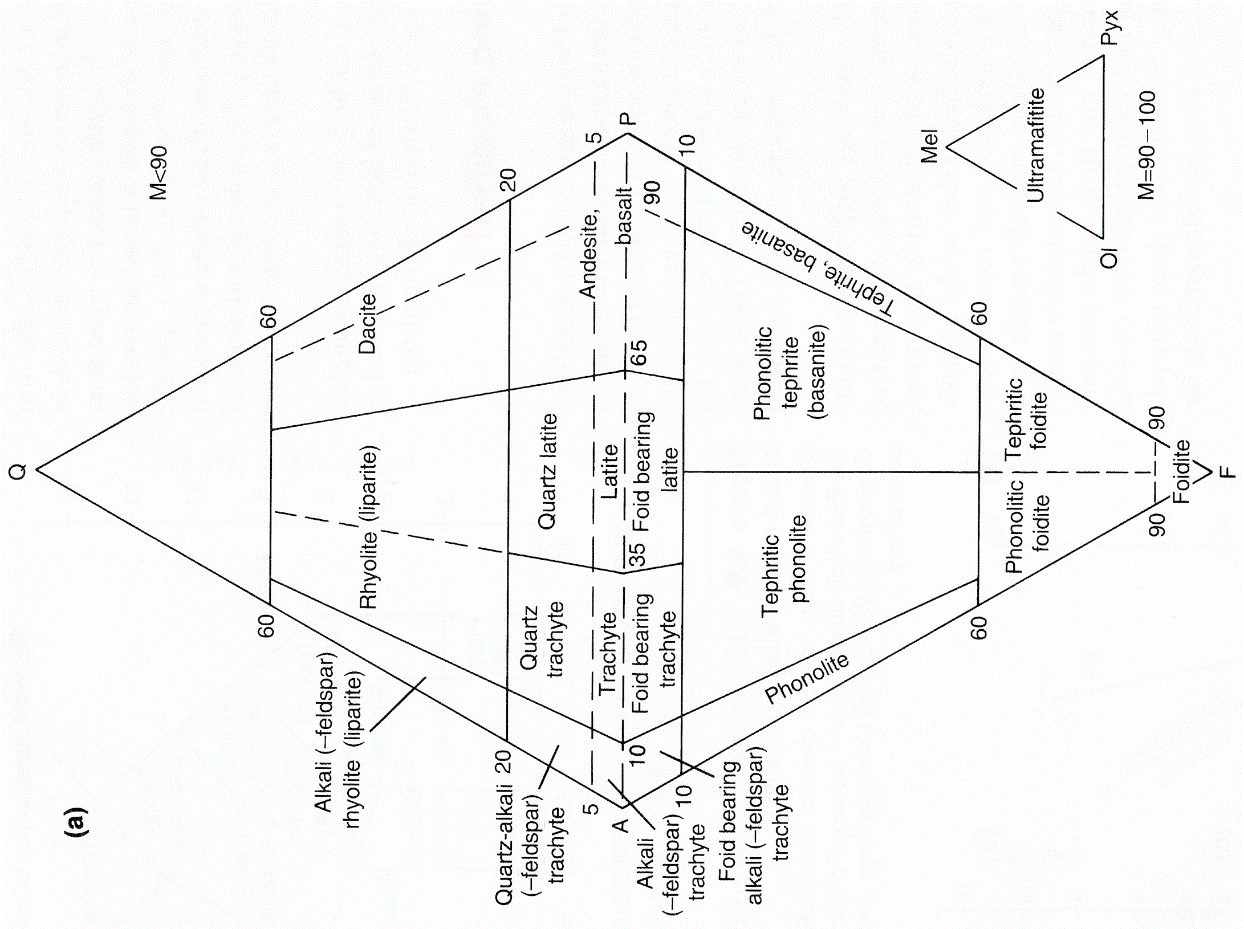 (a)
M<90
Q
60
60
Alkali (–feldspar)
rhyolite (liparite)
Rhyolite (liparite)
Dacite
20
20
Quartz-alkali
(–feldspar)
trachyte
Quartz
trachyte
Quartz latite
Andesite,
basalt
5
5
Trachyte
Latite
A
P
10
35
65
90
Alkali
(–feldspar)
trachyte
Foid bearing
trachyte
Foid bearing
latite
10
10
Foid bearing
alkali (–feldspar)
trachyte
Phonolite
Tephritic
phonolite
Phonolitic
tephrite
(basanite)
Tephrite, basanite
60
60
Phonolitic
foidite
Tephritic
foidite
90
90
Foidite
F
Mel
Ultramafitite
Ol
Pyx
M=90–100